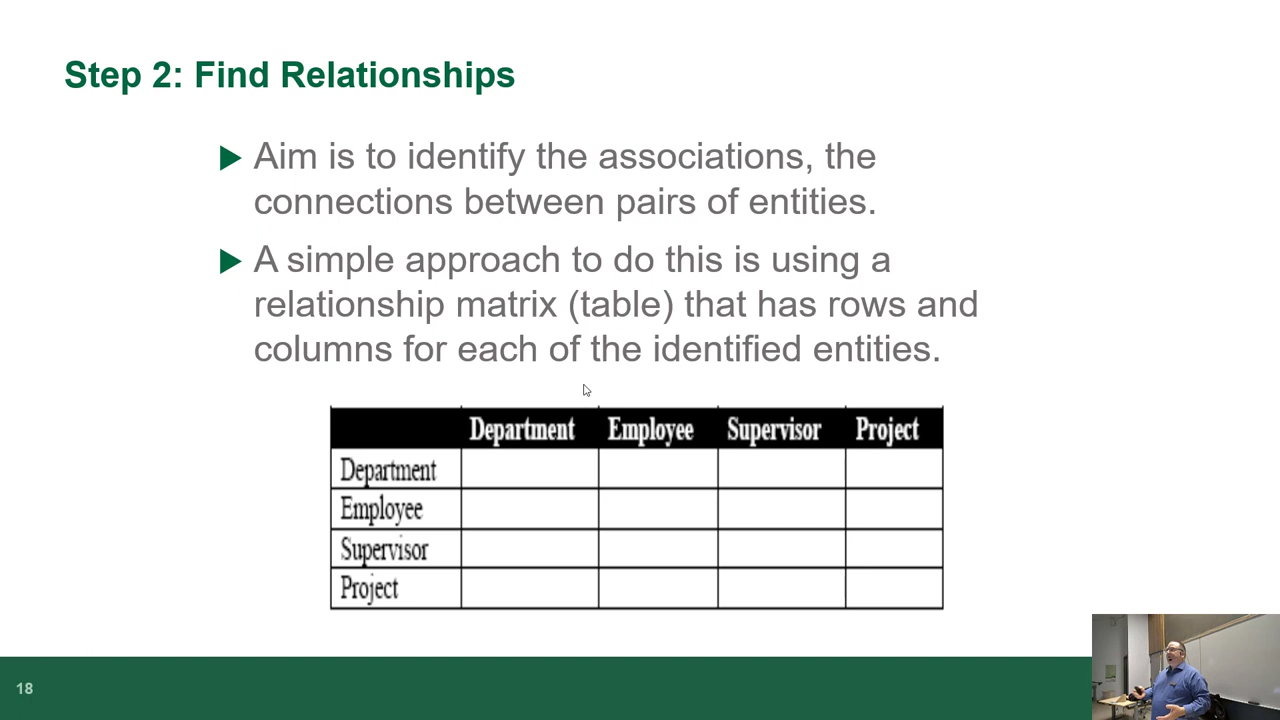 Step 2: Find Relationships
Aim is to identify the associations, the
connections between pairs of entities.
A simple approach to do this is using a
relationship matrix (table) that has rows and
columns for each of the identified entities.
Department Employee Supervisor Project
Department
Employee
Supervisor
Project
18